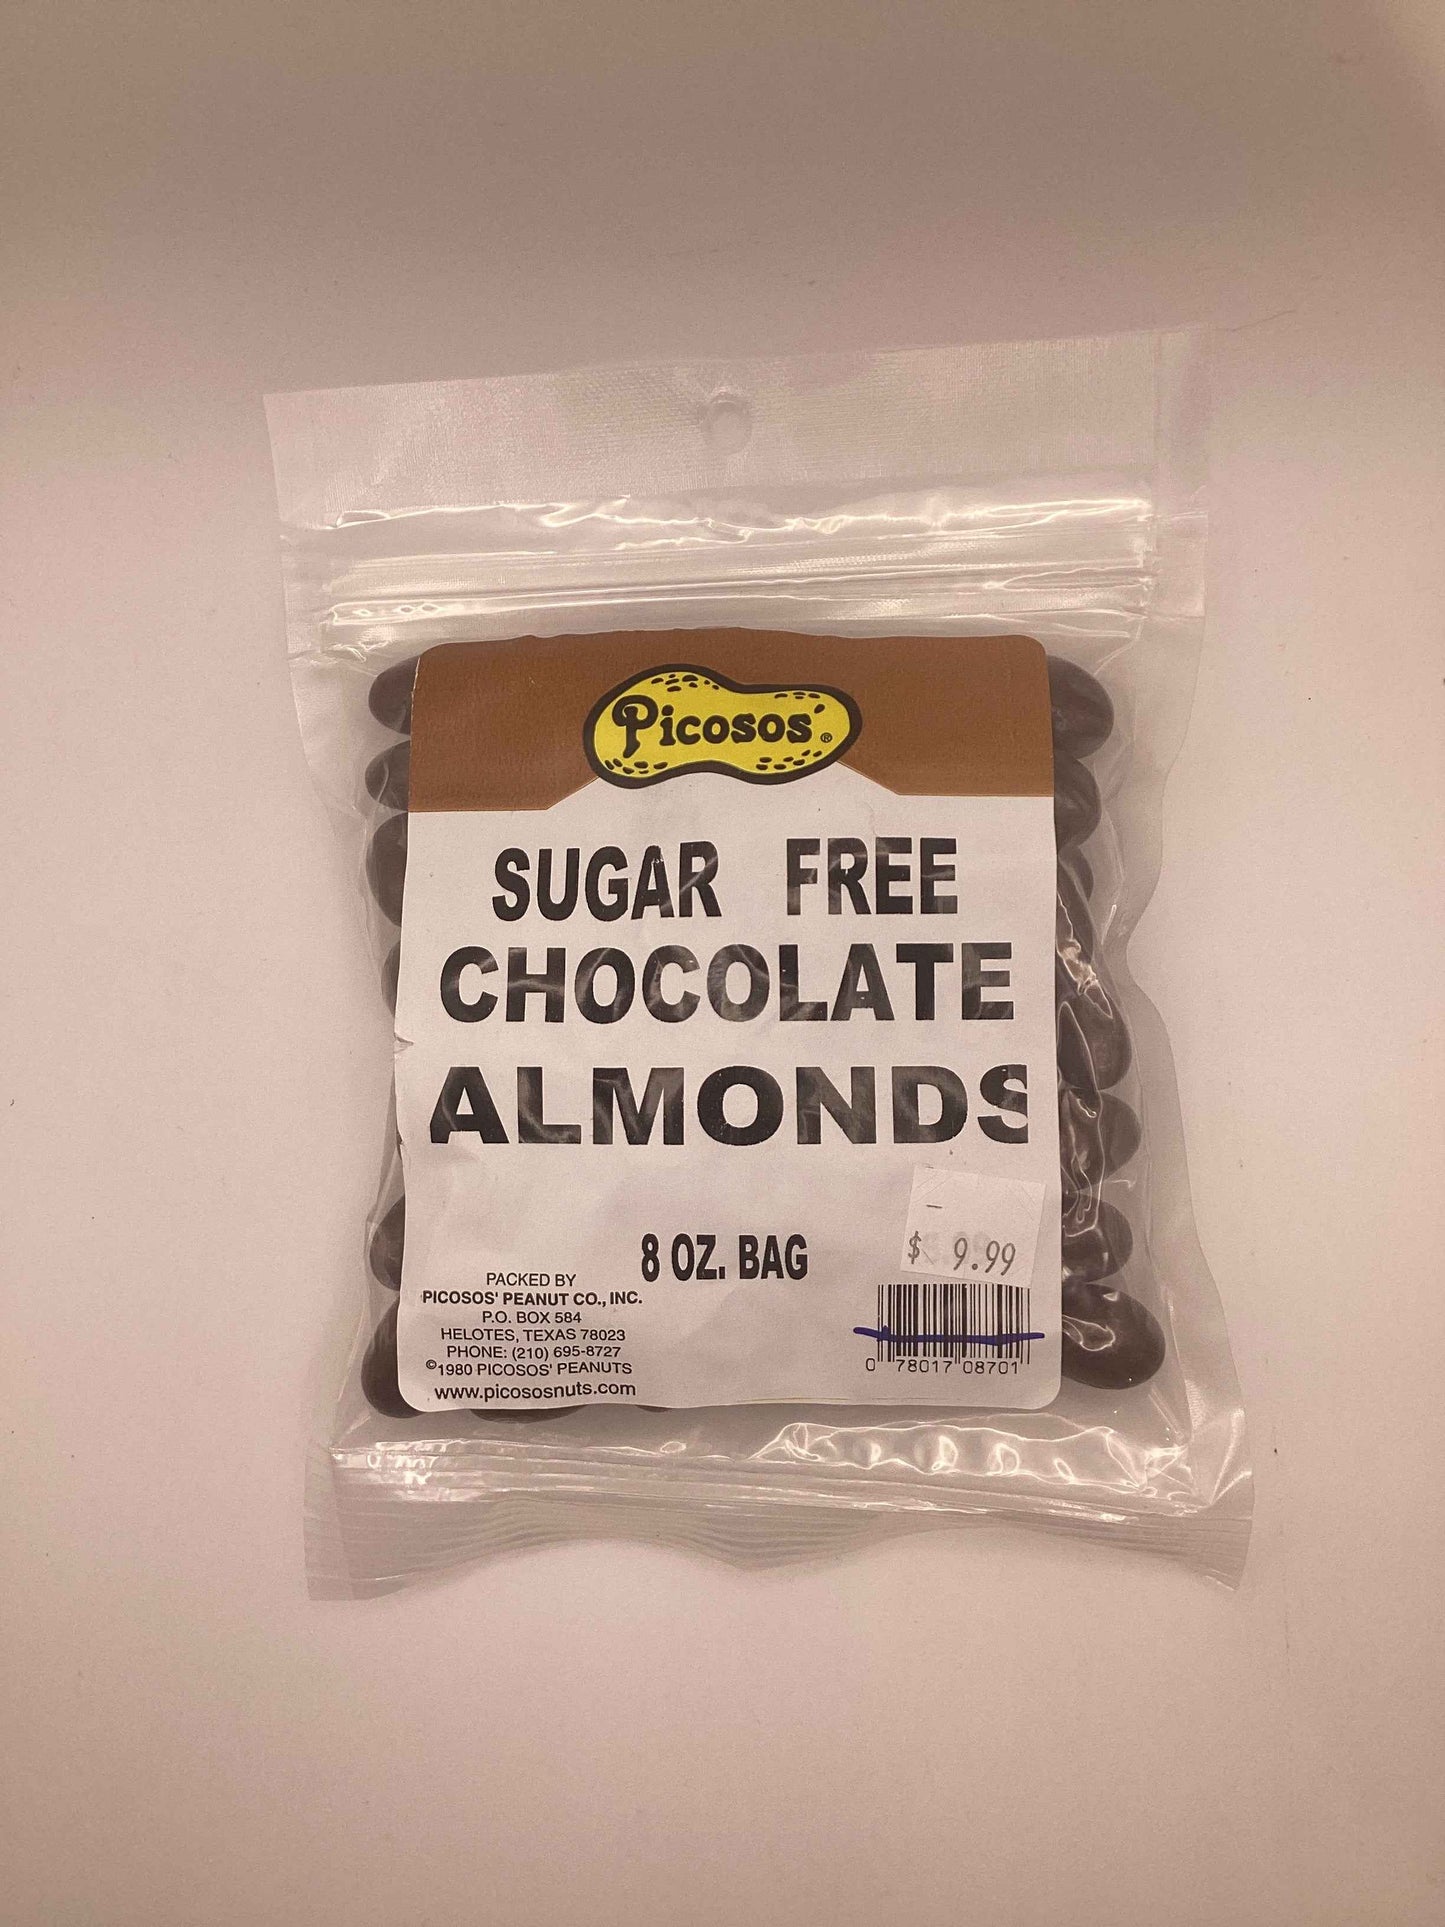 Picosos'®
SUGAR FREE
CHOCOLATE
ALMONDS
$ 9.99
8 OZ. BAG
PACKED BY
PICOSOS' PEANUT CO., INC.
P.O. BOX 584
HELOTES, TEXAS 78023
PHONE: (210) 695-8727
©1980 PICOSOS' PEANUTS
www.picososnuts.com
0 78017 08701